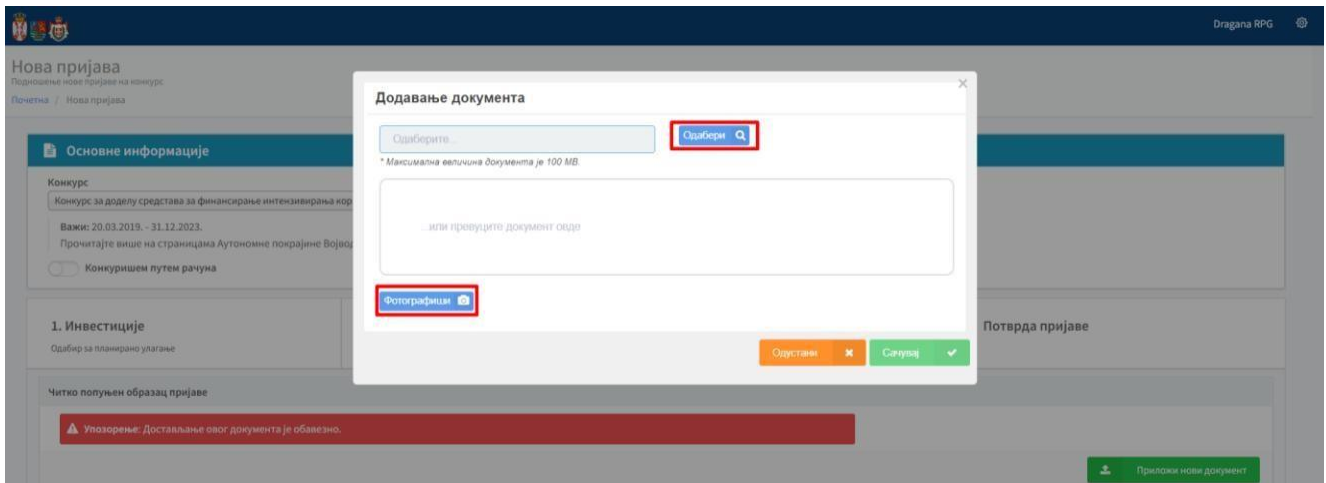 Dragana RPG
Нова пријава
Подношење нове пријаве на конкурс
Почетна / Нова пријава
Додавање документа
Одаберите...
Одабери
* Максимална величина документа је 100 MB.
...или превуците документ овде
Фотографиши
Одустани
Сачувај
Основне информације
Конкурс
Конкурс за доделу средстава за финансирање интензивирања кор
Важи: 20.03.2019. - 31.12.2023.
Прочитајте више на страницама Аутономне покрајине Војвод
Конкуришем путем рачуна
1. Инвестиције
Одабир за планирано улагање
Потврда пријаве
Читко попуњен образац пријаве
Упозорење: Достављање овог документа је обавезно.
Приложи нови документ